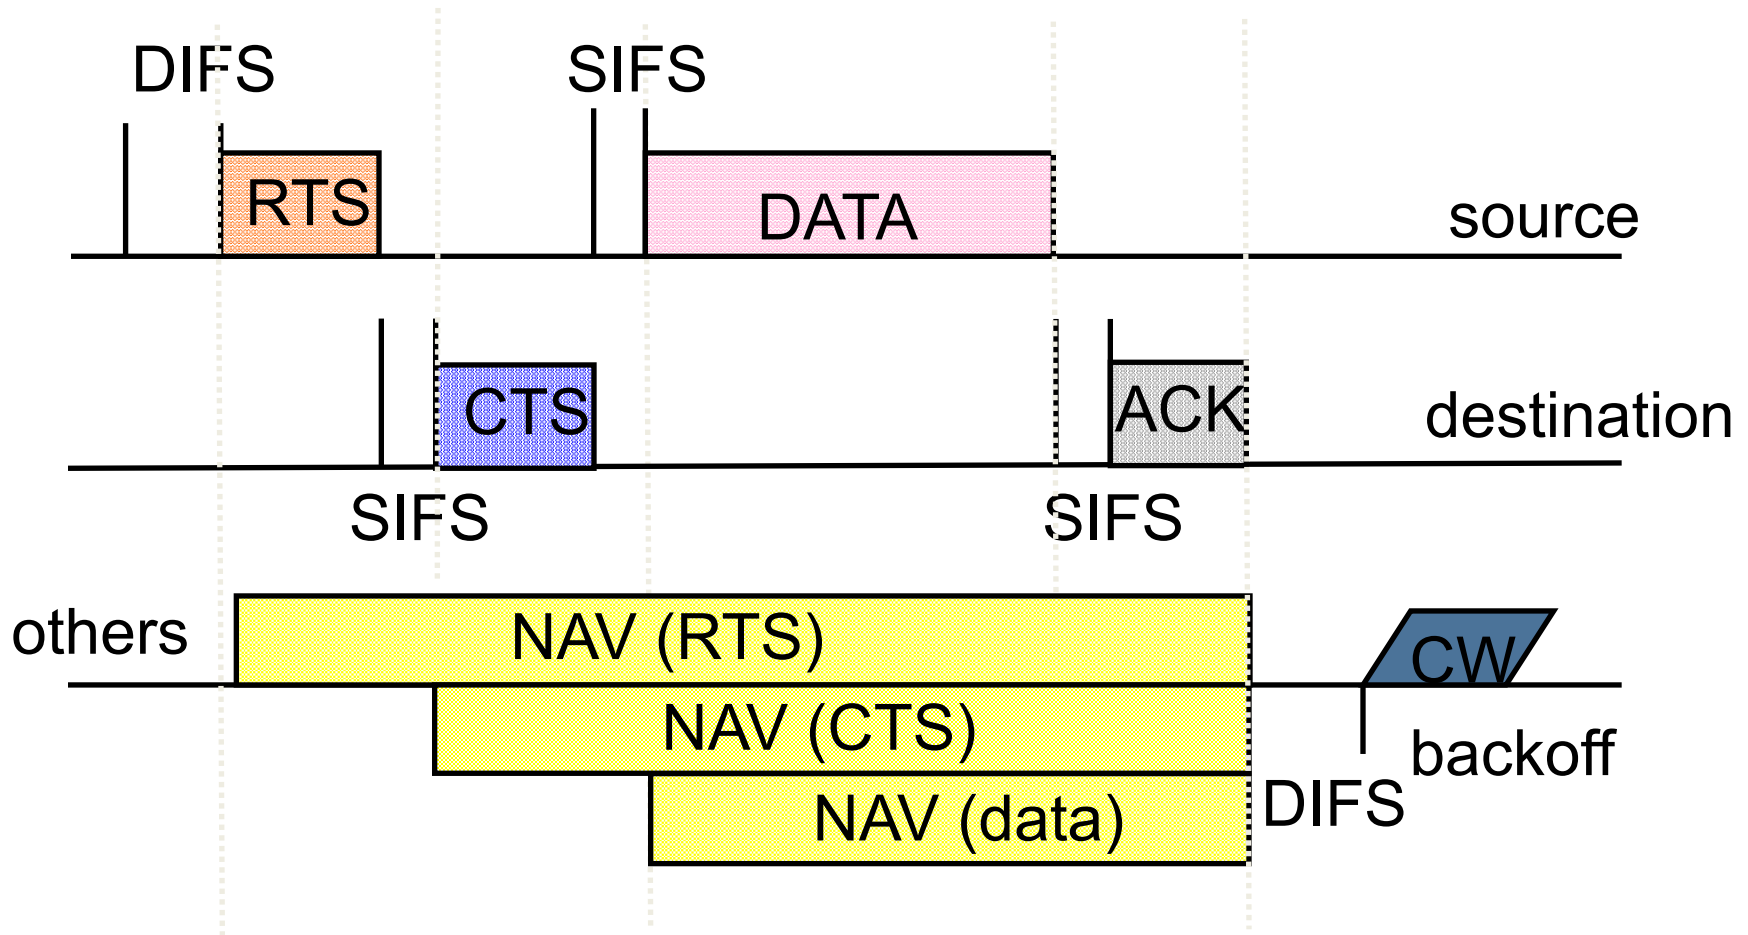 DIFS
SIFS
RTS
DATA
source
CTS
ACK
destination
SIFS
SIFS
others
NAV (RTS)
CW
NAV (CTS)
backoff
DIFS
NAV (data)